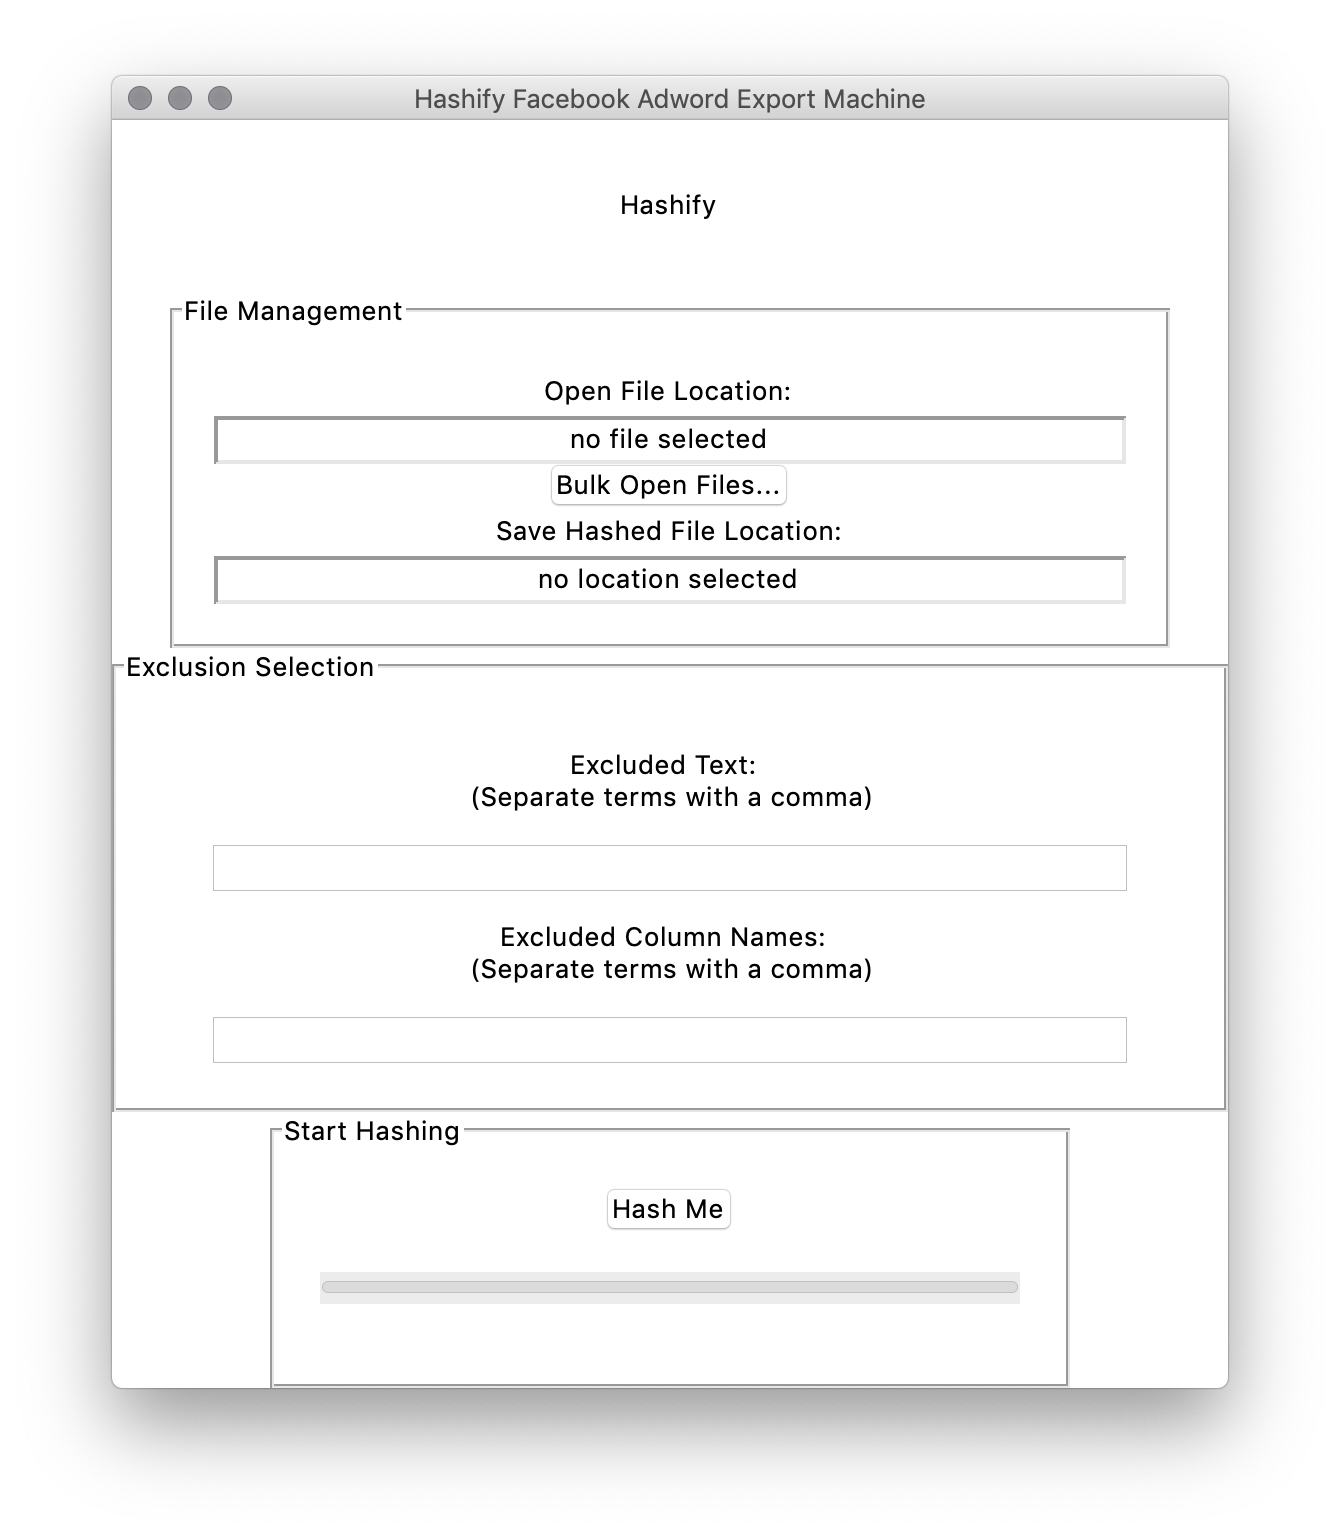 Hashify Facebook Adword Export Machine
Hashify
File Management
Open File Location:
no file selected
Bulk Open Files...
Save Hashed File Location:
no location selected
Exclusion Selection
Excluded Text:
(Separate terms with a comma)
Excluded Column Names:
(Separate terms with a comma)
Start Hashing
Hash Me